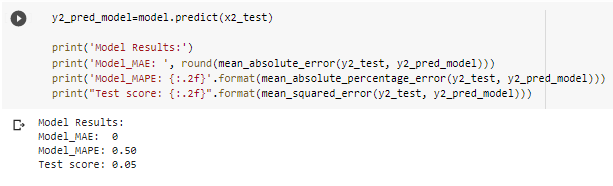 y2_pred_model=model.predict(x2_test)
print('Model Results:')
print('Model_MAE: ', round(mean_absolute_error(y2_test, y2_pred_model)))
print('Model_MAPE: {:.2f}'.format(mean_absolute_percentage_error(y2_test, y2_pred_model)))
print("Test score: {:.2f}".format(mean_squared_error(y2_test, y2_pred_model)))
Model Results:
Model_MAE:  0
Model_MAPE: 0.50
Test score: 0.05